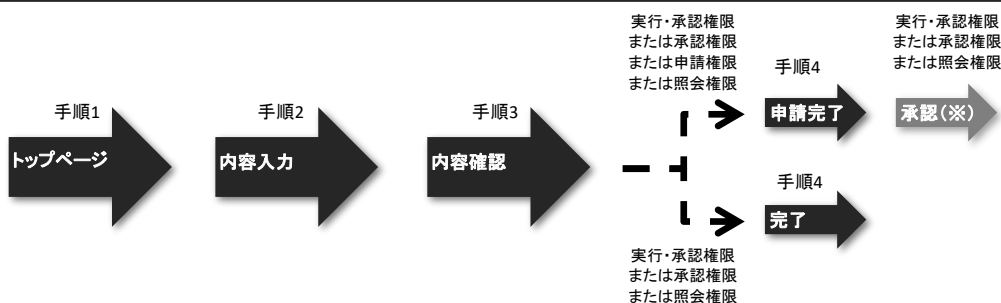 手順1
トップページ
手順2
内容入力
手順3
内容確認
実行・承認権限
または承認権限
または申請権限
または照会権限
手順4
申請完了
実行・承認権限
または承認権限
または照会権限
承認(※)
手順4
完了
実行・承認権限
または承認権限
または照会権限